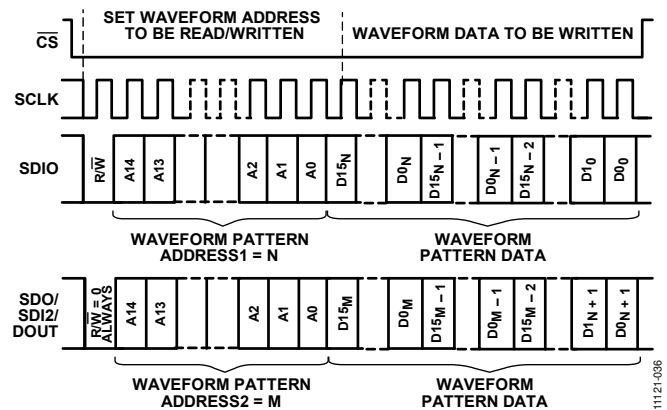 SET WAVEFORM ADDRESS
TO BE READ/WRITTEN
WAVEFORM DATA TO BE WRITTEN
CS
SCLK
SDIO
R/W
A14
A13
A2
A1
A0
D15N
D0N
D15N – 1
D0N – 1
D15N – 2
D10
D00
WAVEFORM PATTERN
ADDRESS1 = N
WAVEFORM
PATTERN DATA
SDO/
SDI2/
DOUT
R/W = 0
ALWAYS
A14
A13
A2
A1
A0
D15M
D0M
D15M – 1
D0M – 1
D15M – 2
D1N + 1
D0N + 1
WAVEFORM PATTERN
ADDRESS2 = M
WAVEFORM
PATTERN DATA
11121-036